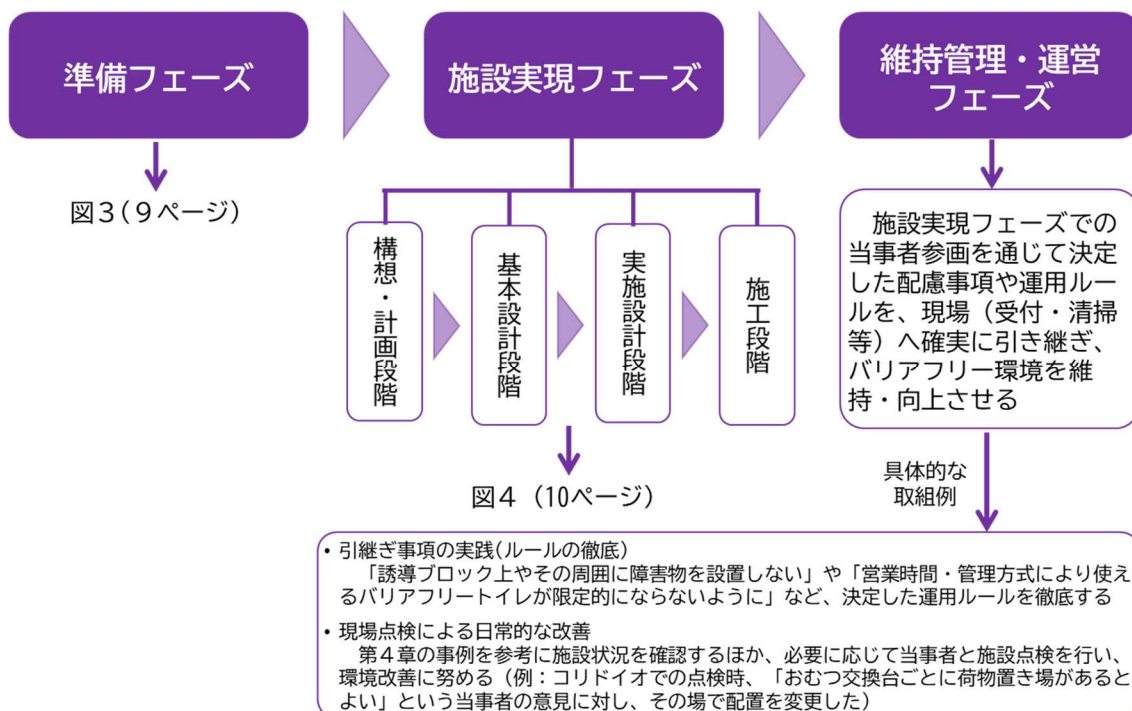 準備フェーズ
施設実現フェーズ
維持管理・運営
フェーズ
図3(9ページ)
構想・計画段階
基本設計段階
実施設計段階
施工段階
図4(10ページ)
施設実現フェーズでの
当事者参画を通じて決定
した配慮事項や運用ルー
ルを、現場(受付・清掃
等)へ確実に引き継ぎ、
バリアフリー環境を維
持・向上させる
具体的な
取組例
• 引継ぎ事項の実践(ルールの徹底)
「誘導ブロック上やその周囲に障害物を設置しない」や「営業時間・管理方式により使え
るバリアフリートイレが限定的にならないように」など、決定した運用ルールを徹底する
• 現場点検による日常的な改善
第4章の事例を参考に施設状況を確認するほか、必要に応じて当事者と施設点検を行い、
環境改善に努める(例:コリドイオでの点検時、「おむつ交換台ごとに荷物置き場があると
よい」という当事者の意見に対し、その場で配置を変更した)